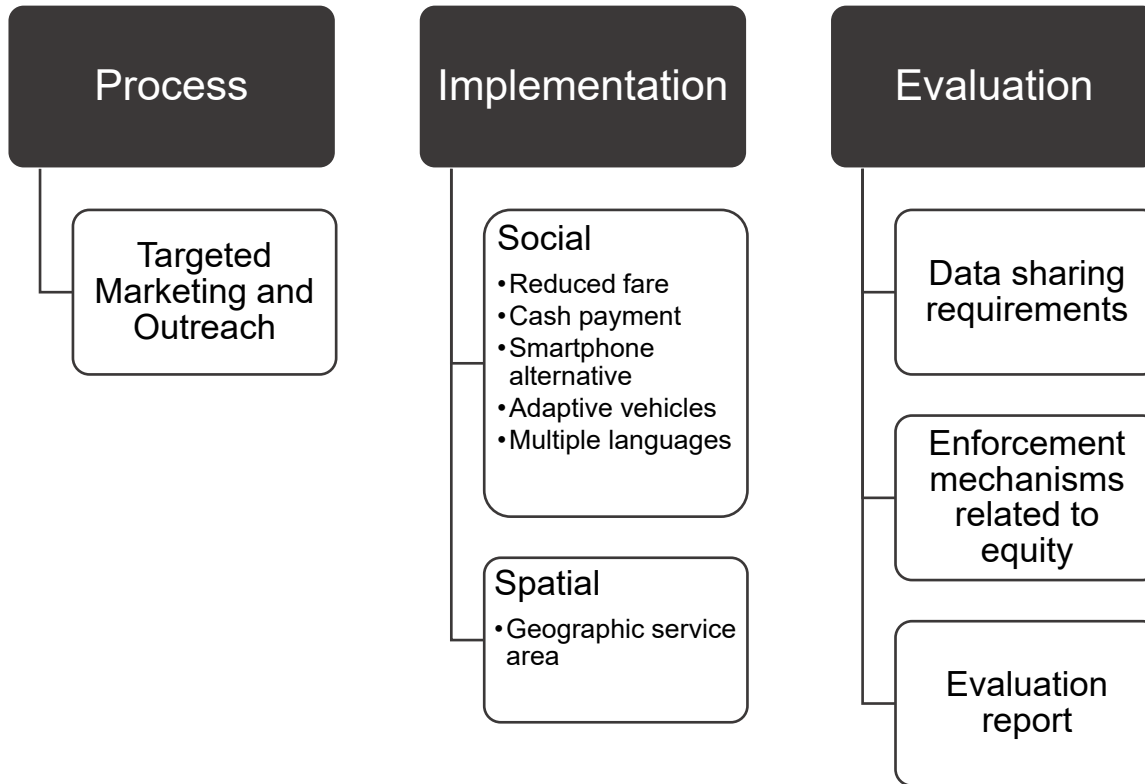 Process
Targeted
Marketing and
Outreach
Implementation
Social
•Reduced fare
•Cash payment
•Smartphone
alternative
•Adaptive vehicles
•Multiple languages
Spatial
•Geographic service
area
Evaluation
Data sharing
requirements
Enforcement
mechanisms
related to
equity
Evaluation
report